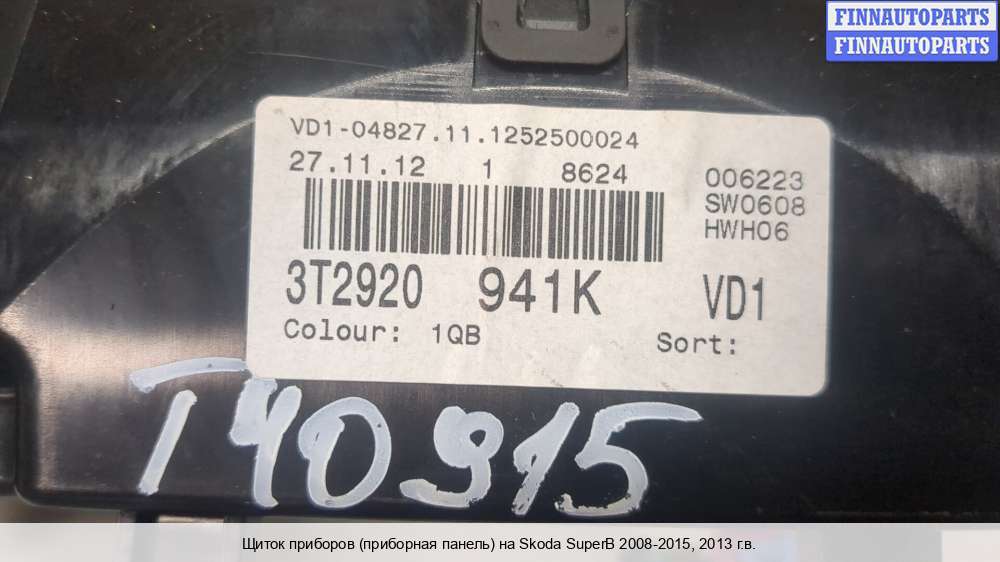 FINNAUTOPARTS
FINNAUTOPARTS
VD1-04827.11.1252500024
27.11.12 1 8624
006223
SW0608
HWH06
3T2920 941K VD1
Colour: 1QB Sort:
T40915
Щиток приборов (приборная панель) на Skoda SuperB 2008-2015, 2013 г.в.